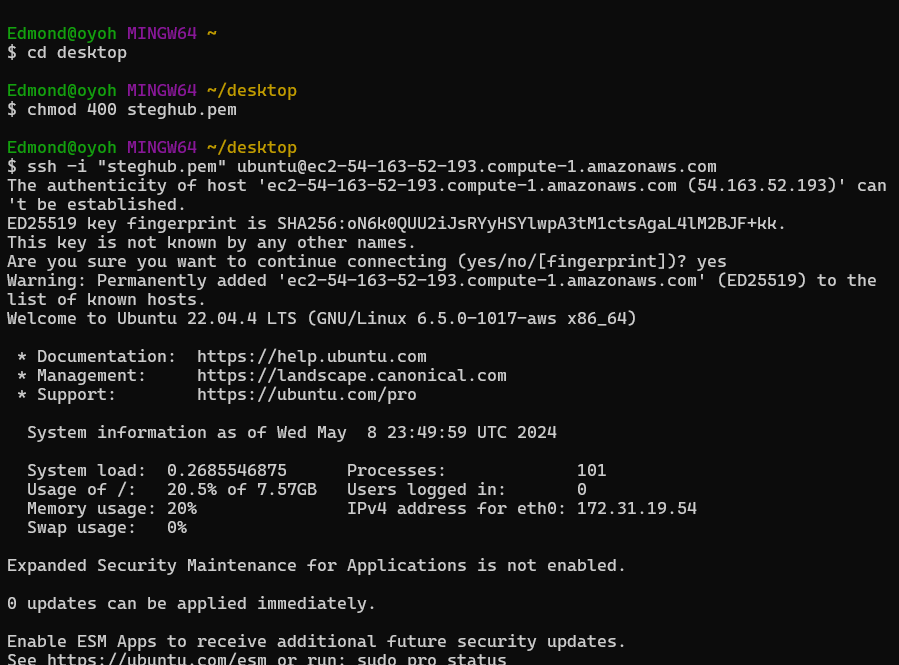 Edmond@oyoh MINGW64 ~
$ cd desktop
Edmond@oyoh MINGW64 ~/desktop
$ chmod 400 steghub.pem
Edmond@oyoh MINGW64 ~/desktop
$ ssh -i "steghub.pem" ubuntu@ec2-54-163-52-193.compute-1.amazonaws.com
The authenticity of host 'ec2-54-163-52-193.compute-1.amazonaws.com (54.163.52.193)' can
't be established.
ED25519 key fingerprint is SHA256:oN6k0QUU2iJsRYyHSYlwpA3tM1ctsAgaL4lM2BJF+kk.
This key is not known by any other names.
Are you sure you want to continue connecting (yes/no/[fingerprint])? yes
Warning: Permanently added 'ec2-54-163-52-193.compute-1.amazonaws.com' (ED25519) to the
list of known hosts.
Welcome to Ubuntu 22.04.4 LTS (GNU/Linux 6.5.0-1017-aws x86_64)
* Documentation:  https://help.ubuntu.com
* Management:     https://landscape.canonical.com
* Support:        https://ubuntu.com/pro
System information as of Wed May  8 23:49:59 UTC 2024
System load:  0.2685546875      Processes:             101
Usage of /:   20.5% of 7.57GB   Users logged in:       0
Memory usage: 20%               IPv4 address for eth0: 172.31.19.54
Swap usage:   0%
Expanded Security Maintenance for Applications is not enabled.
0 updates can be applied immediately.
Enable ESM Apps to receive additional future security updates.
See https://ubuntu.com/esm or run: sudo pro status